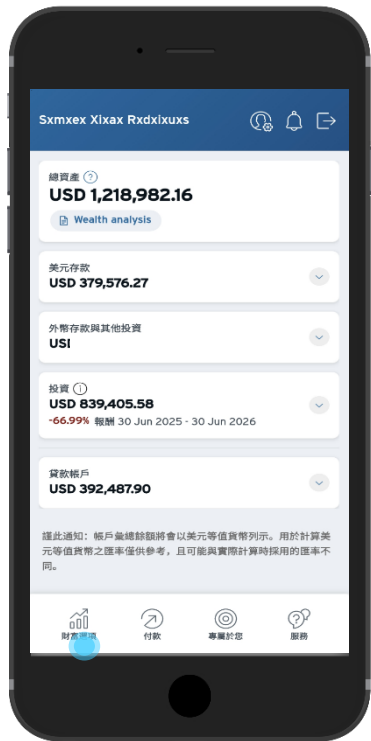 Sxmxex Xixax Rxdxlxuxs
總資產
USD 1,218,982.16
Wealth analysis
美元存款
USD 379,576.27
外幣存款與其他投資
USI
投資
USD 839,405.58
-66.99% 報酬 30 Jun 2025 - 30 Jun 2026
貸款帳戶
USD 392,487.90
謹此通知：帳戶彙總餘額將會以美元等值貨幣列示。用於計算美
元等值貨幣之匯率僅供參考，且可能與實際計算時採用的匯率不
同。
財富選項
付款
專屬於您
服務